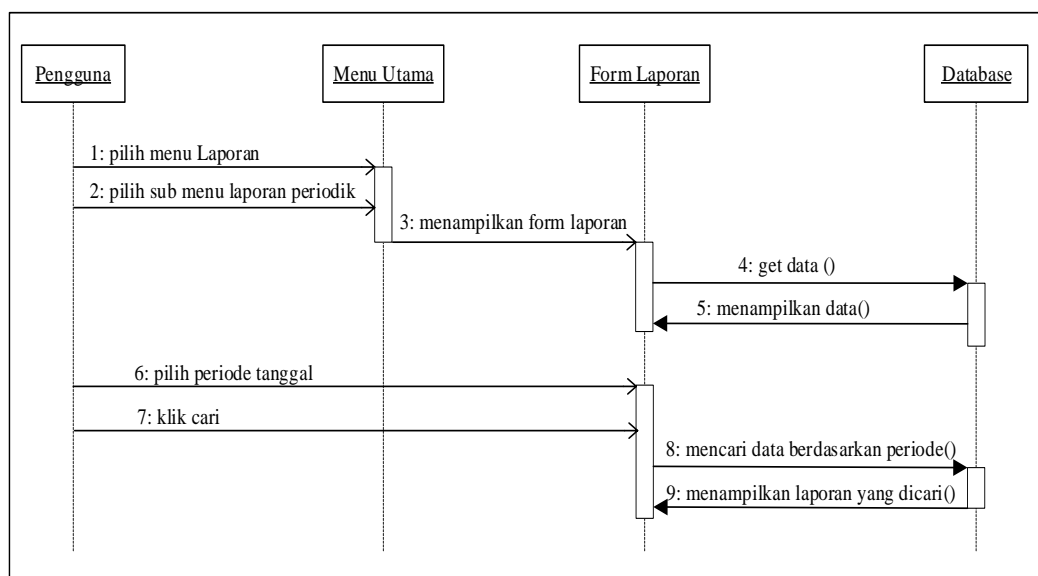 Pengguna
Menu Utama
Form Laporan
Database
1: pilih menu Laporan
2: pilih sub menu laporan periodik
3: menampilkan form laporan
4: get data ()
5: menampilkan data()
6: pilih periode tanggal
7: klik cari
8: mencari data berdasarkan periode()
9: menampilkan laporan yang dicari()